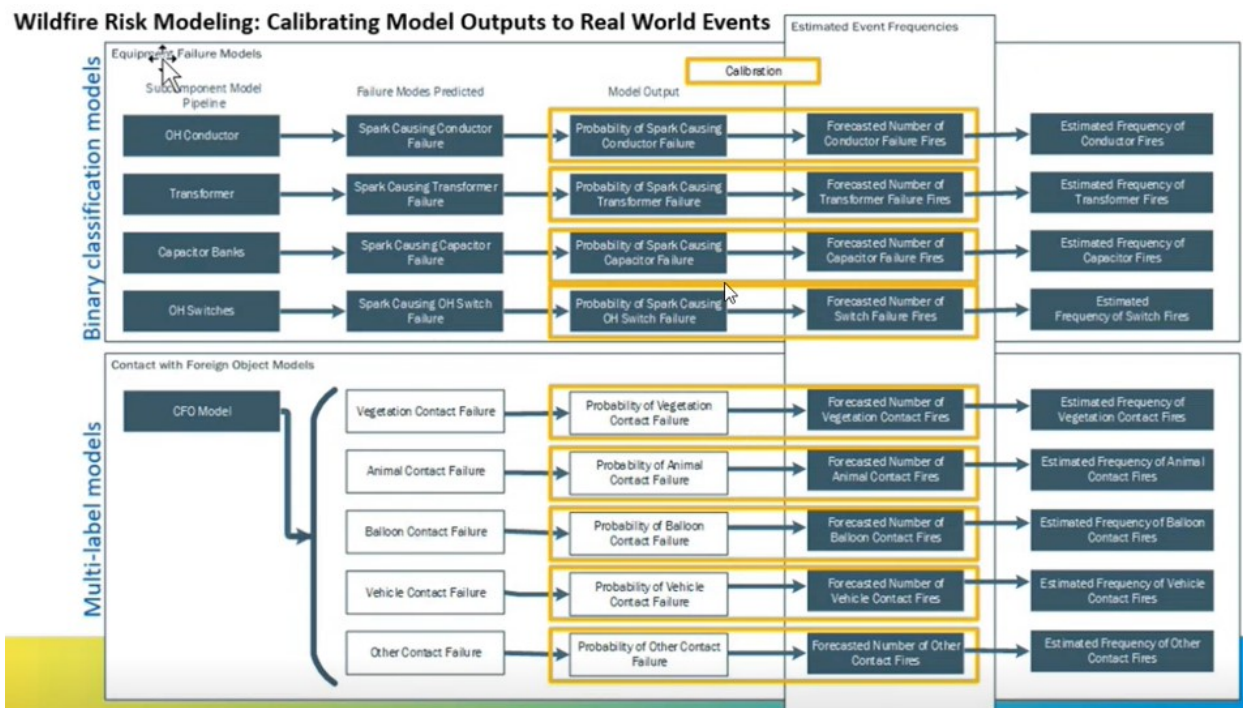 Wildfire Risk Modeling: Calibrating Model Outputs to Real World Events
Estimated Event Frequencies
Binary classification models
Equipment Failure Models
Calibration
Subcomponent Model
Pipeline
Failure Modes Predicted
Model Output
OH Conductor
Spark Causing Conductor
Failure
Probability of Spark Causing
Conductor Failure
Forecasted Number of
Conductor Failure Fires
Estimated Frequency of
Conductor Fires
Transformer
Spark Causing Transformer
Failure
Probability of Spark Causing
Transformer Failure
Forecasted Number of
Transformer Failure Fires
Estimated Frequency of
Transformer Fires
Capacitor Banks
Spark Causing Capacitor
Failure
Probability of Spark Causing
Capacitor Failure
Forecasted Number of
Capacitor Failure Fires
Estimated Frequency of
Capacitor Fires
OH Switches
Spark Causing OH Switch
Failure
Probability of Spark Causing
OH Switch Failure
Forecasted Number of
Switch Failure Fires
Estimated
Frequency of Switch Fires
Multi-label models
Contact with Foreign Object Models
CFO Model
Vegetation Contact Failure
Probability of Vegetation
Contact Failure
Forecasted Number of
Vegetation Contact Fires
Estimated Frequency of
Vegetation Contact Fires
Animal Contact Failure
Probability of Animal
Contact Failure
Forecasted Number of
Animal Contact Fires
Estimated Frequency of Animal
Contact Fires
Balloon Contact Failure
Probability of Balloon
Contact Failure
Forecasted Number of
Balloon Contact Fires
Estimated Frequency of Balloon
Contact Fires
Vehicle Contact Failure
Probability of Vehicle
Contact Failure
Forecasted Number of
Vehicle Contact Fires
Estimated Frequency of Vehicle
Contact Fires
Other Contact Failure
Probability of Other Contact
Failure
Forecasted Number of Other
Contact Fires
Estimated Frequency of Other
Contact Fires